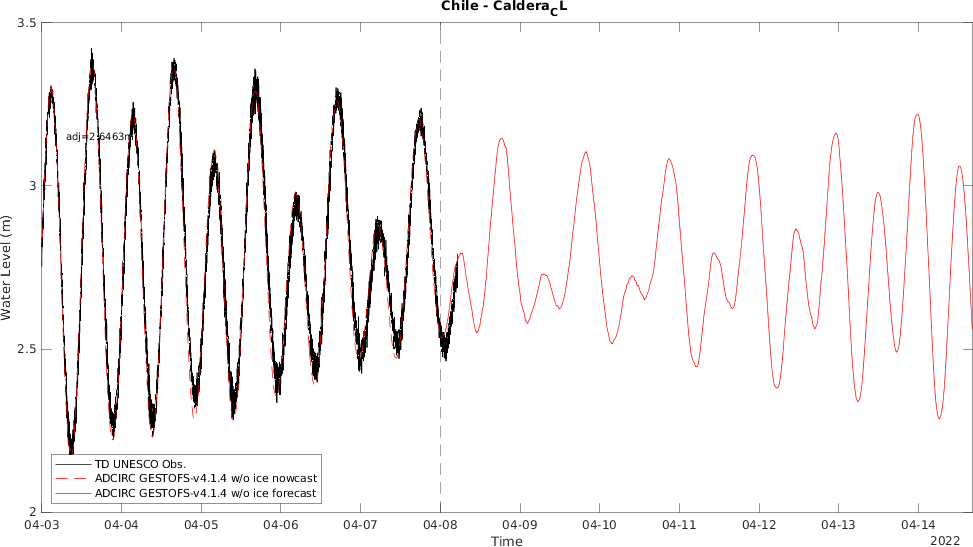 Chile - Caldera_CL
3.5
3
2.5
2
Water Level (m)
adj=2.6463m
TD UNESCO Obs.
ADCIRC GESTOFS-v4.1.4 w/o ice nowcast
ADCIRC GESTOFS-v4.1.4 w/o ice forecast
04-03 04-04 04-05 04-06 04-07 04-08 04-09 04-10 04-11 04-12 04-13 04-14
Time
2022